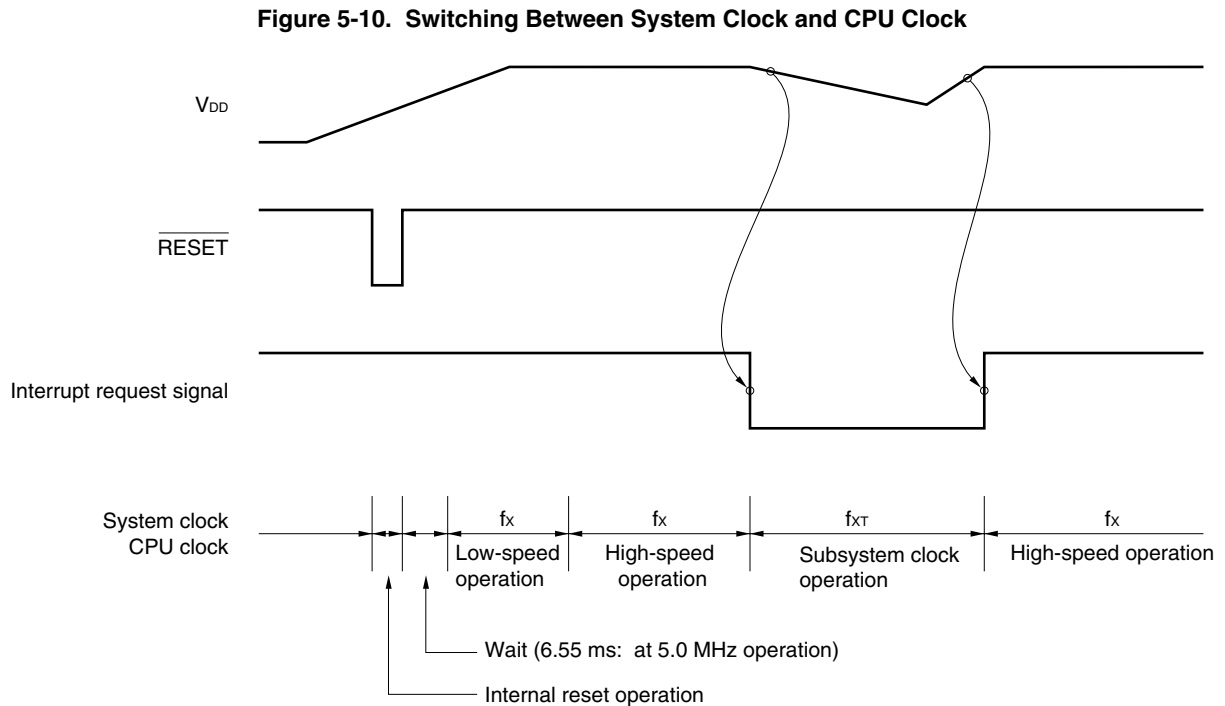 Figure 5-10. Switching Between System Clock and CPU Clock
VDD
RESET
Interrupt request signal
System clock
CPU clock
fX
Low-speed
operation
fX
High-speed
operation
fXT
Subsystem clock
operation
fX
High-speed operation
Wait (6.55 ms: at 5.0 MHz operation)
Internal reset operation